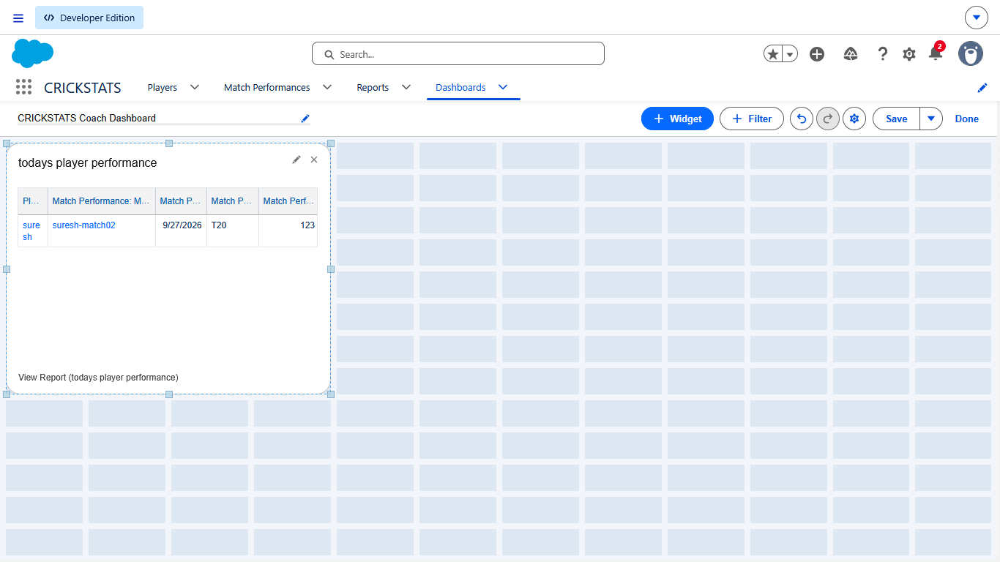 Developer Edition
Search...
2
CRICKSTATS
Players
Match Performances
Reports
Dashboards
CRICKSTATS Coach Dashboard
+ Widget
+ Filter
Save
Done
todays player performance
Pl...
Match Performance: M...
Match P...
Match P...
Match Perf...
sure
sh
suresh-match02
9/27/2026
T20
123
View Report (todays player performance)